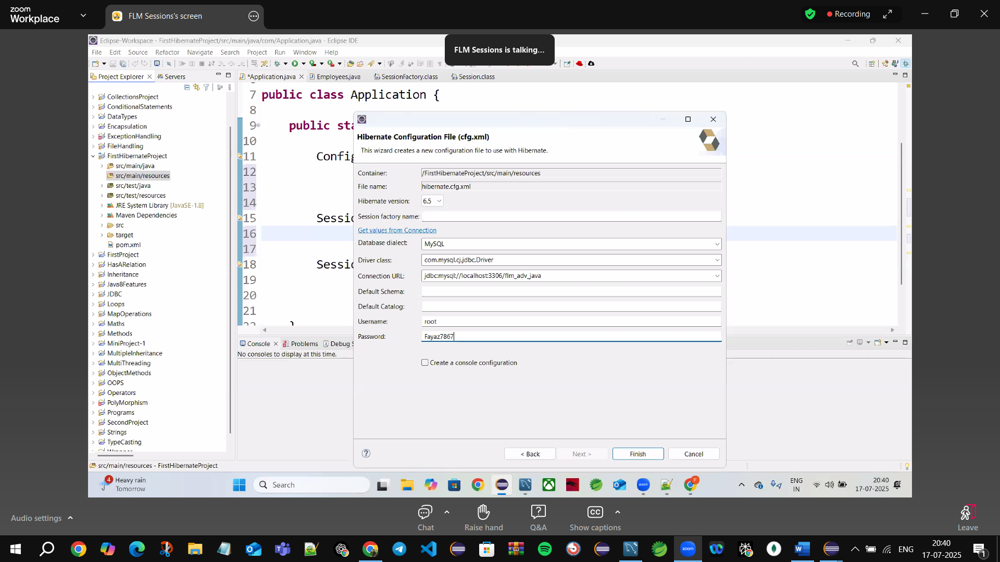 zoom
Workplace
FLM Sessions's screen
Recording
Eclipse-Workspace - FirstHibernateProject/src/main/java/com/Application.java - Eclipse IDE
FLM Sessions is talking...
File Edit Source Refactor Navigate Search Project Run Window Help
Project Explorer
Servers
*Application.java
Employees.java
SessionFactory.class
Session.class
CollectionsProject
ConditionalStatements
DataTypes
Encapsulation
ExceptionHandling
FileHandling
FirstHibernateProject
src/main/java
src/main/resources
src/test/java
src/test/resources
JRE System Library [JavaSE-1.8]
Maven Dependencies
src
target
pom.xml
FirstProject
HasARelation
Inheritance
Java8Features
JDBC
Loops
MapOperations
Maths
Methods
MiniProject-1
MultipleInheritance
MultiThreading
ObjectMethods
OOPS
Operators
PolyMorphism
Programs
SecondProject
Strings
TypeCasting
7 public class Application {
8
9 public sta
10
11 Config
12
13
14
15 Sessio
16
17
18 Sessio
19
20
21
22 }
Hibernate Configuration File (cfg.xml)
This wizard creates a new configuration file to use with Hibernate.
Container: /FirstHibernateProject/src/main/resources
File name: hibernate.cfg.xml
Hibernate version: 6.5
Session factory name:
Get values from Connection
Database dialect: MySQL
Driver class: com.mysql.cj.jdbc.Driver
Connection URL: jdbc:mysql://localhost:3306/flm_adv_java
Default Schema:
Default Catalog:
Username: root
Password: Fayaz7867
Create a console configuration
< Back
Next >
Finish
Cancel
Console
Problems
Debug S
No consoles to display at this time.
src/main/resources - FirstHibernateProject
4
Heavy rain
Tomorrow
Search
zoom
F
ENG
IN
20:40
17-07-2025
Audio settings
Chat
Raise hand
Q&A
CC
Show captions
Leave
zoom
ENG
20:40
17-07-2025
1